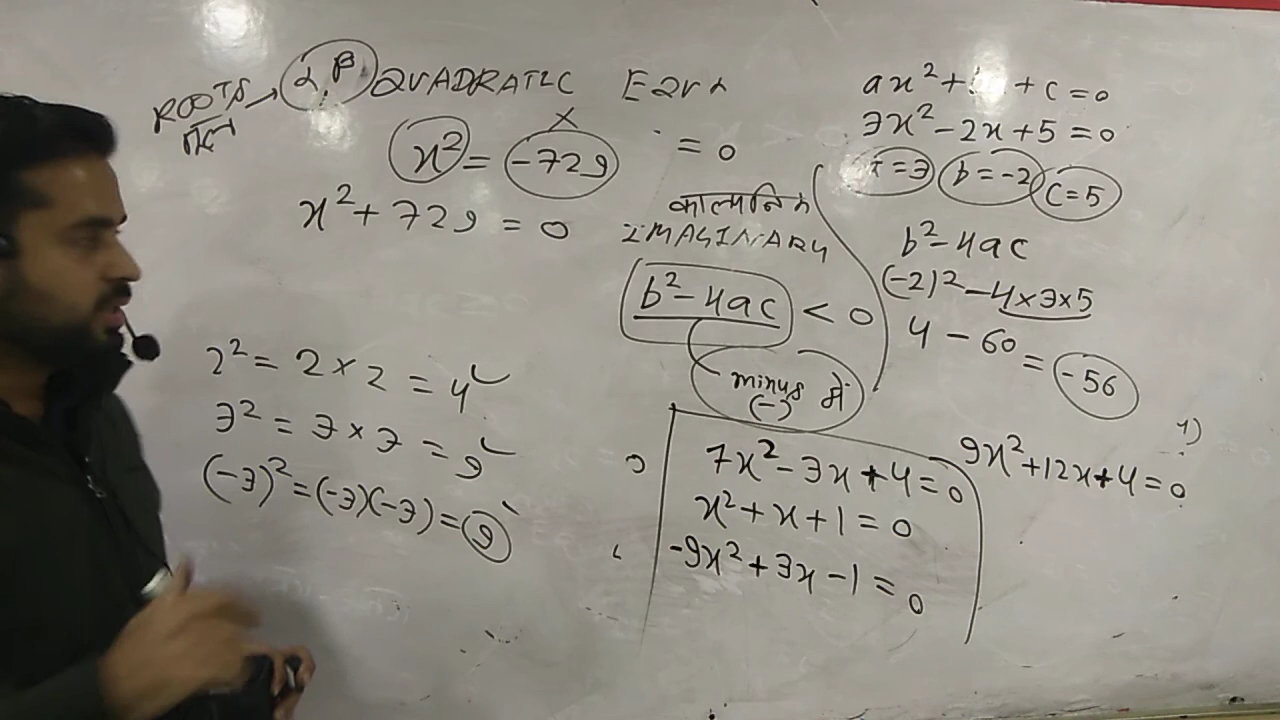 ROOTS → α, β QUADRATIC EQUn
x² = -729 = 0
x² + 729 = 0
काल्पनिक
IMAGINARY
b² - 4ac < 0
minus में
(-)
2² = 2 × 2 = 4
3² = 3 × 3 = 9
(-3)² = (-3)(-3) = 9
ax² + + c = 0
3x² - 2x + 5 = 0
= 3 b = -2 C = 5
b² - 4ac
(-2)² - 4 × 3 × 5
4 - 60 = -56
7x² - 3x + 4 = 0
x² + x + 1 = 0
-9x² + 3x - 1 = 0
1)
9x² + 12x + 4 = 0